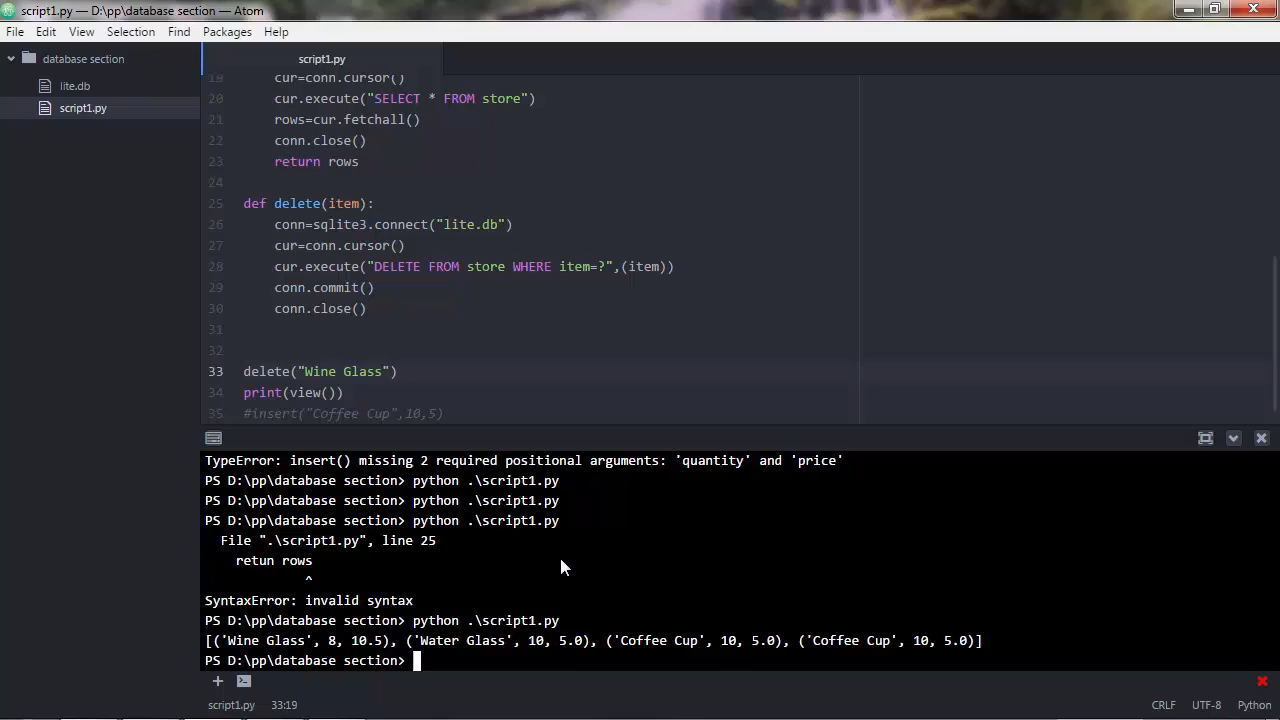 script1.py — D:\pp\database section — Atom
File Edit View Selection Find Packages Help
database section
lite.db
script1.py
script1.py
19 cur=conn.cursor()
20 cur.execute("SELECT * FROM store")
21 rows=cur.fetchall()
22 conn.close()
23 return rows
24
25 def delete(item):
26 conn=sqlite3.connect("lite.db")
27 cur=conn.cursor()
28 cur.execute("DELETE FROM store WHERE item=?",(item))
29 conn.commit()
30 conn.close()
31
32
33 delete("Wine Glass")
34 print(view())
35 #insert("Coffee Cup",10,5)
TypeError: insert() missing 2 required positional arguments: 'quantity' and 'price'
PS D:\pp\database section> python .\script1.py
PS D:\pp\database section> python .\script1.py
PS D:\pp\database section> python .\script1.py
File ".\script1.py", line 25
retun rows
^
SyntaxError: invalid syntax
PS D:\pp\database section> python .\script1.py
[('Wine Glass', 8, 10.5), ('Water Glass', 10, 5.0), ('Coffee Cup', 10, 5.0), ('Coffee Cup', 10, 5.0)]
PS D:\pp\database section>
script1.py 33:19 CRLF UTF-8 Python